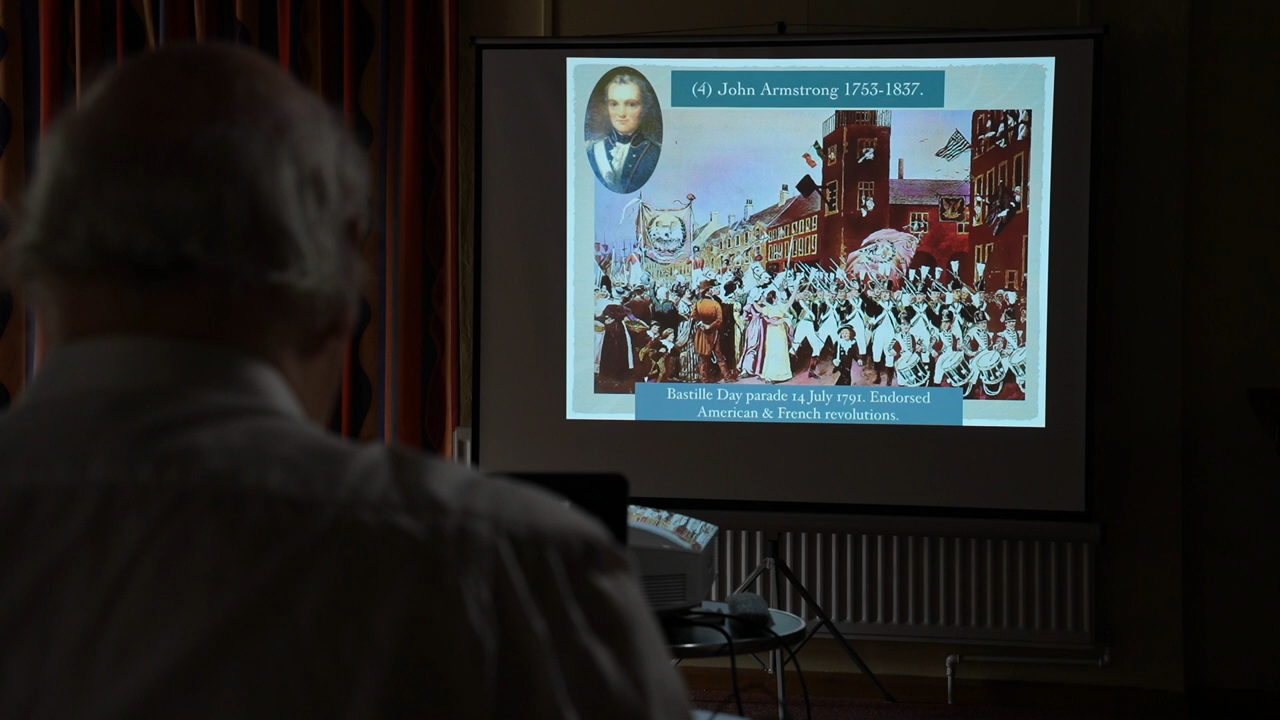 (4) John Armstrong 1753-1837.
Bastille Day parade 14 July 1791. Endorsed
American & French revolutions.